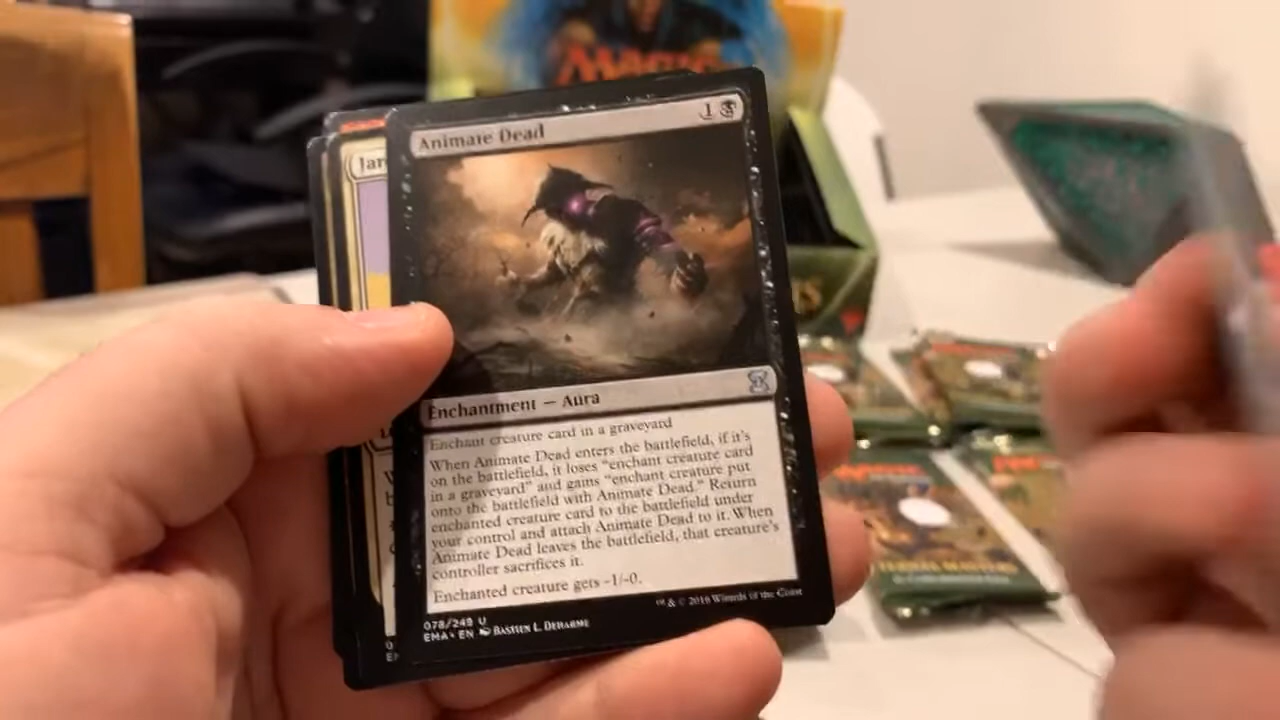 MAGIC
Animate Dead
1
Jar
Enchantment — Aura
Enchant creature card in a graveyard
When Animate Dead enters the battlefield, if it's
on the battlefield, it loses "enchant creature card
in a graveyard" and gains "enchant creature put
onto the battlefield with Animate Dead." Return
enchanted creature card to the battlefield under
your control and attach Animate Dead to it. When
Animate Dead leaves the battlefield, that creature's
controller sacrifices it.
Enchanted creature gets -1/-0.
™ & © 2016 Wizards of the Coast
078/249 U
EMA • EN BASTIEN L. DEHARME